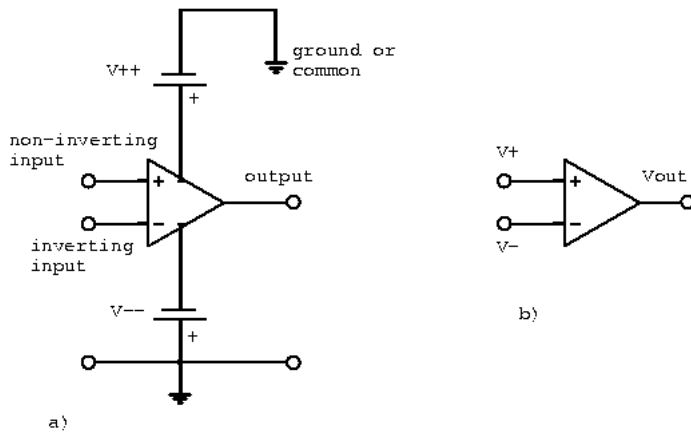 ground or
common
V++
+
non-inverting
input
+
output
-
inverting
input
V--
+
a)
V+
+
Vout
-
V-
b)